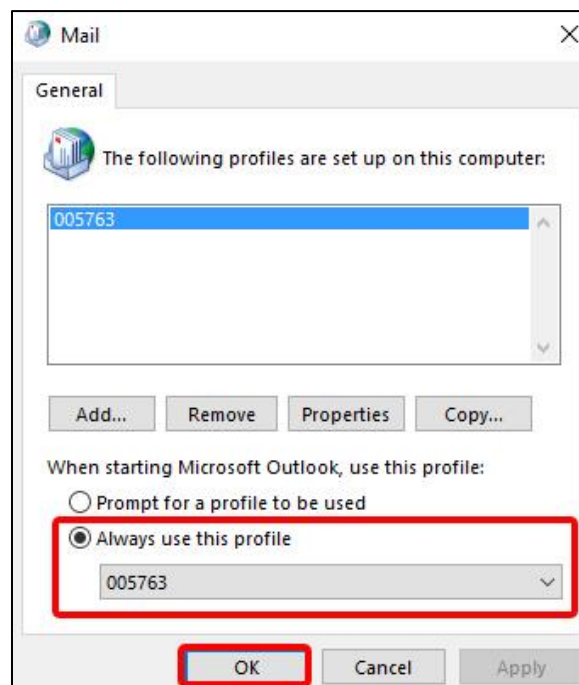 Mail
General
The following profiles are set up on this computer:
005763
Add... Remove Properties Copy...
When starting Microsoft Outlook, use this profile:
Prompt for a profile to be used
Always use this profile
005763
OK Cancel Apply